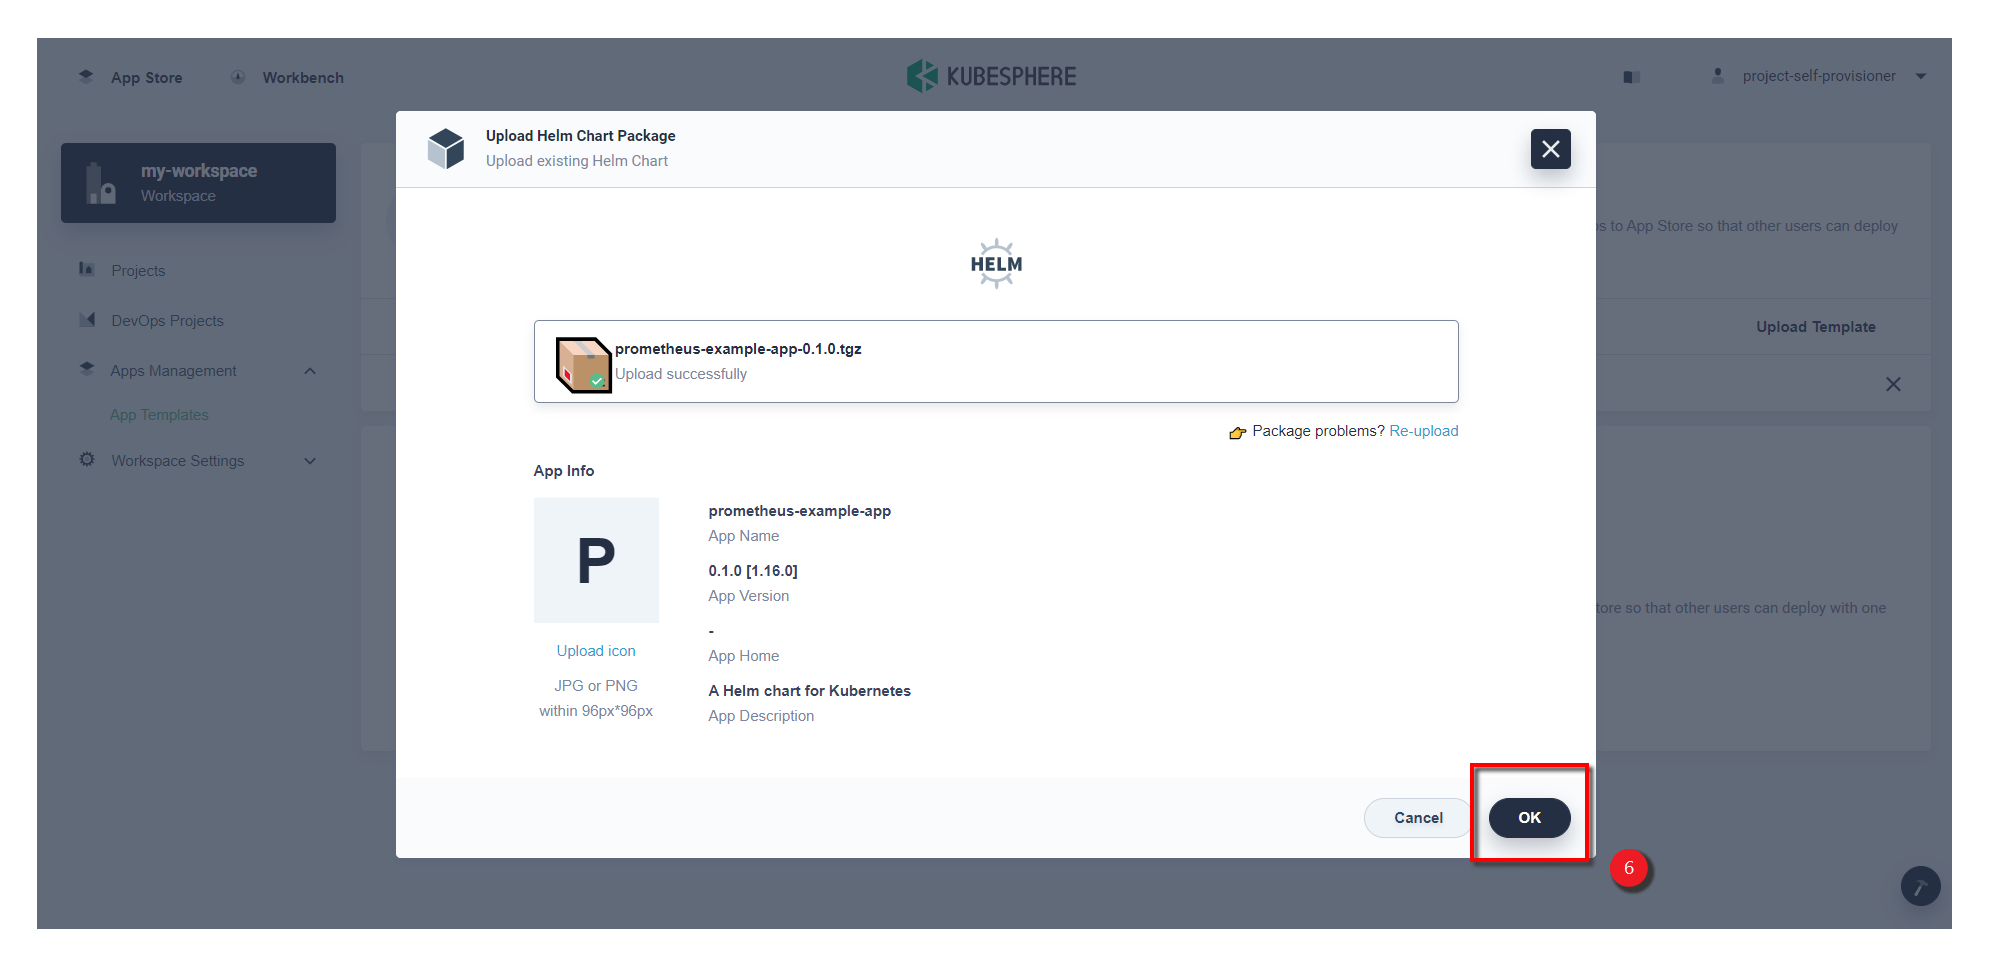 App Store
Workbench
KUBESPHERE
project-self-provisioner
my-workspace
Workspace
Projects
DevOps Projects
Apps Management
App Templates
Workspace Settings
Upload Helm Chart Package
Upload existing Helm Chart
to App Store so that other users can deploy
Upload Template
so that other users can deploy with one
HELM
prometheus-example-app-0.1.0.tgz
Upload successfully
Package problems? Re-upload
App Info
P
Upload icon
JPG or PNG
within 96px*96px
prometheus-example-app
App Name
0.1.0 [1.16.0]
App Version
-
App Home
A Helm chart for Kubernetes
App Description
Cancel
OK
6